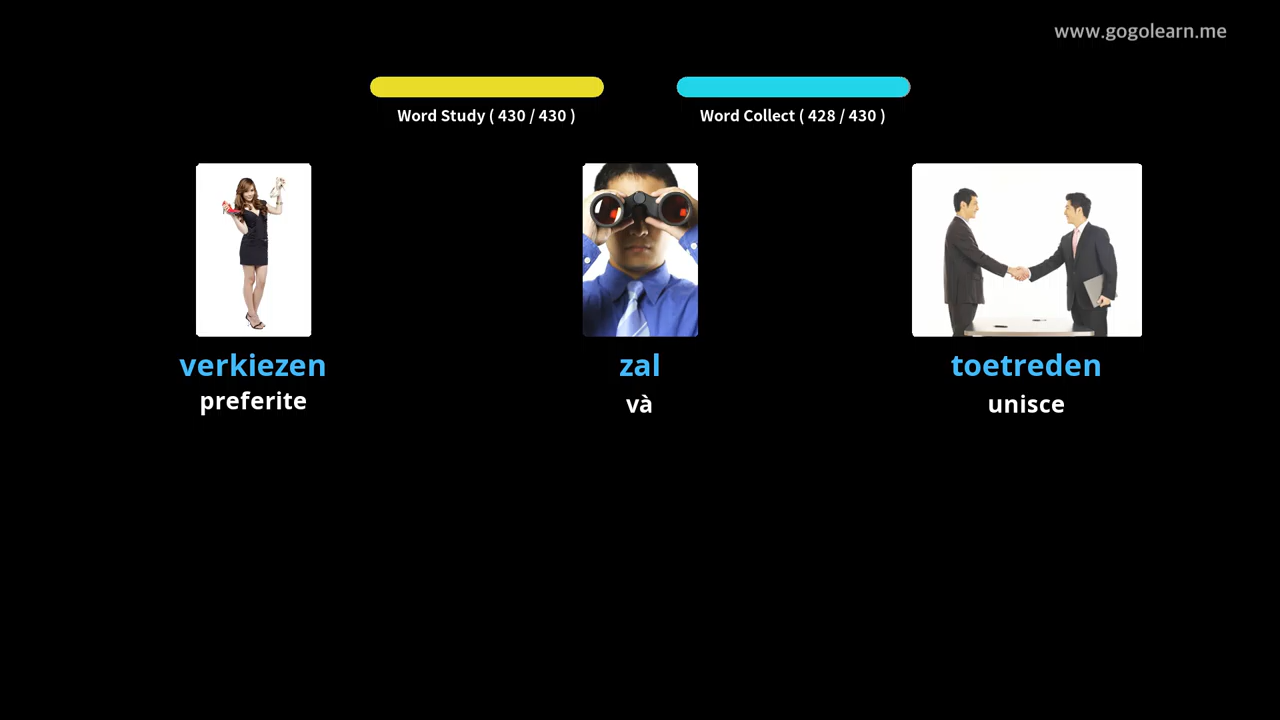 www.gogolearn.me
Word Study ( 430 / 430 )
Word Collect ( 428 / 430 )
verkiezen
preferite
zal
và
toetreden
unisce